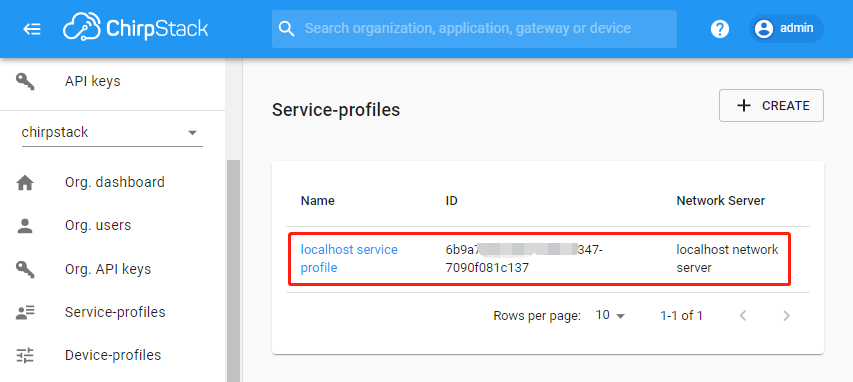 ChirpStack
Search organization, application, gateway or device
?
admin
API keys
chirpstack
Org. dashboard
Org. users
Org. API keys
Service-profiles
Device-profiles
Service-profiles
+ CREATE
Name ID Network Server
localhost service 6b9a 347- localhost network
profile 7090f081c137 server
Rows per page: 10 1-1 of 1